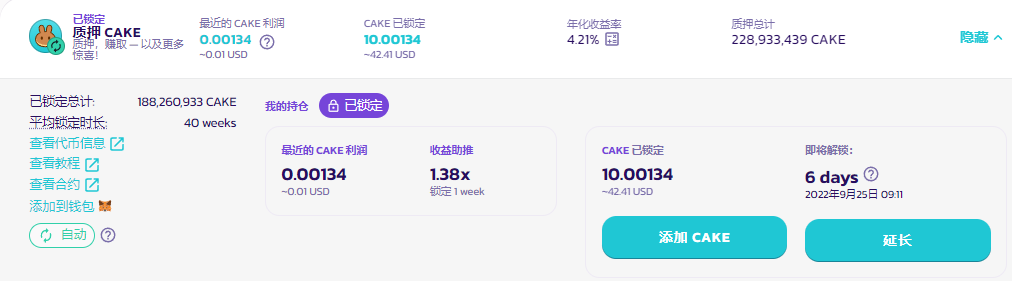 已锁定
质押 CAKE
质押，赚取 — 以及更多
惊喜！
最近的 CAKE 利润
0.00134
~0.01 USD
CAKE 已锁定
10.00134
~42.41 USD
年化收益率
4.21%
质押总计
228,933,439 CAKE
隐藏
已锁定总计:
188,260,933 CAKE
平均锁定时长:
40 weeks
查看代币信息
查看教程
查看合约
添加到钱包
自动
我的持仓
已锁定
最近的 CAKE 利润
0.00134
~0.01 USD
收益助推
1.38x
锁定 1 week
CAKE 已锁定
10.00134
~42.41 USD
即将解锁：
6 days
2022年9月25日 09:11
添加 CAKE
延长